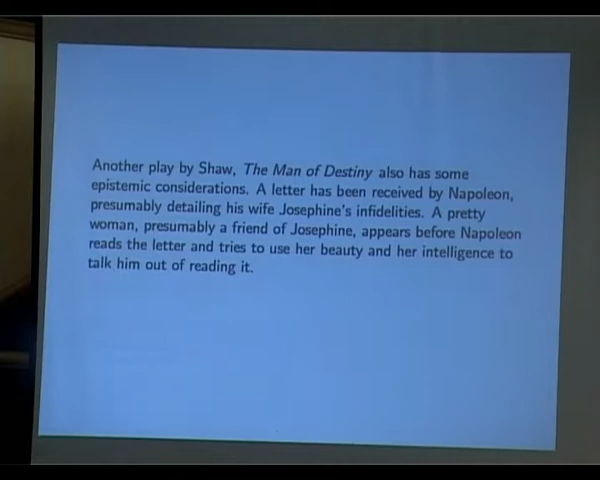 Another play by Shaw, The Man of Destiny also has some
epistemic considerations. A letter has been received by Napoleon,
presumably detailing his wife Josephine's infidelities. A pretty
woman, presumably a friend of Josephine, appears before Napoleon
reads the letter and tries to use her beauty and her intelligence to
talk him out of reading it.